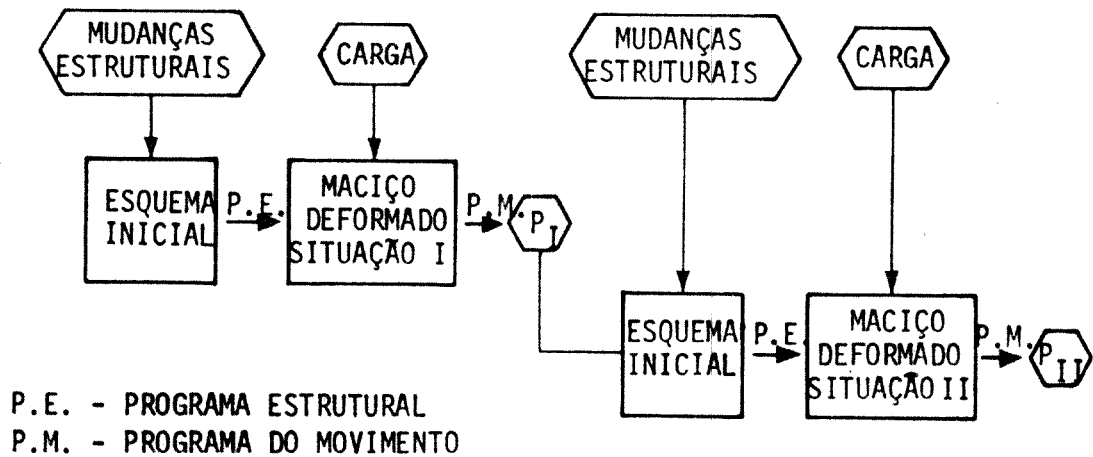 MUDANÇAS
ESTRUTURAIS
CARGA
ESQUEMA
INICIAL
P.E.
MACIÇO
DEFORMADO
SITUAÇÃO I
P.M.
P I
MUDANÇAS
ESTRUTURAIS
CARGA
ESQUEMA
INICIAL
P.E.
MACIÇO
DEFORMADO
SITUAÇÃO II
P.M.
P II
P.E. - PROGRAMA ESTRUTURAL
P.M. - PROGRAMA DO MOVIMENTO